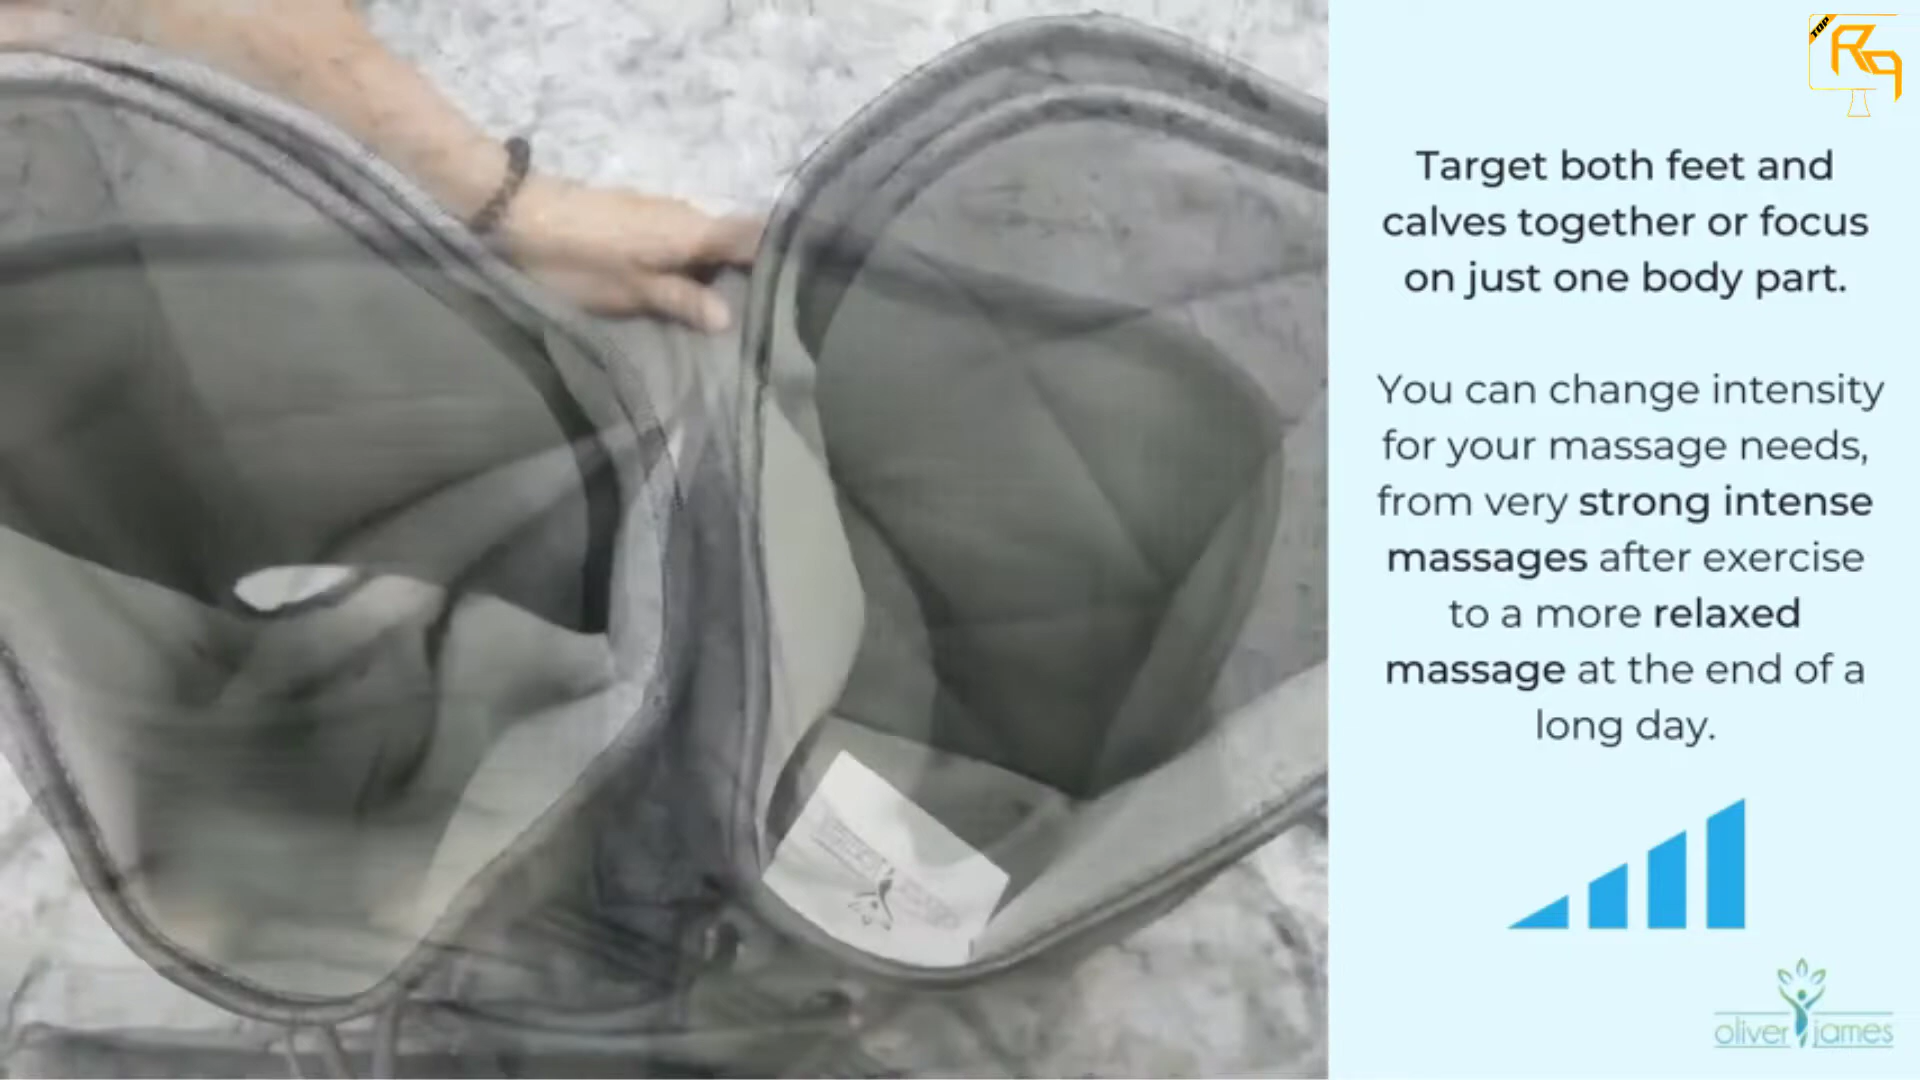 TOP
R9
Target both feet and
calves together or focus
on just one body part.
You can change intensity
for your massage needs,
from very strong intense
massages after exercise
to a more relaxed
massage at the end of a
long day.
oliver james